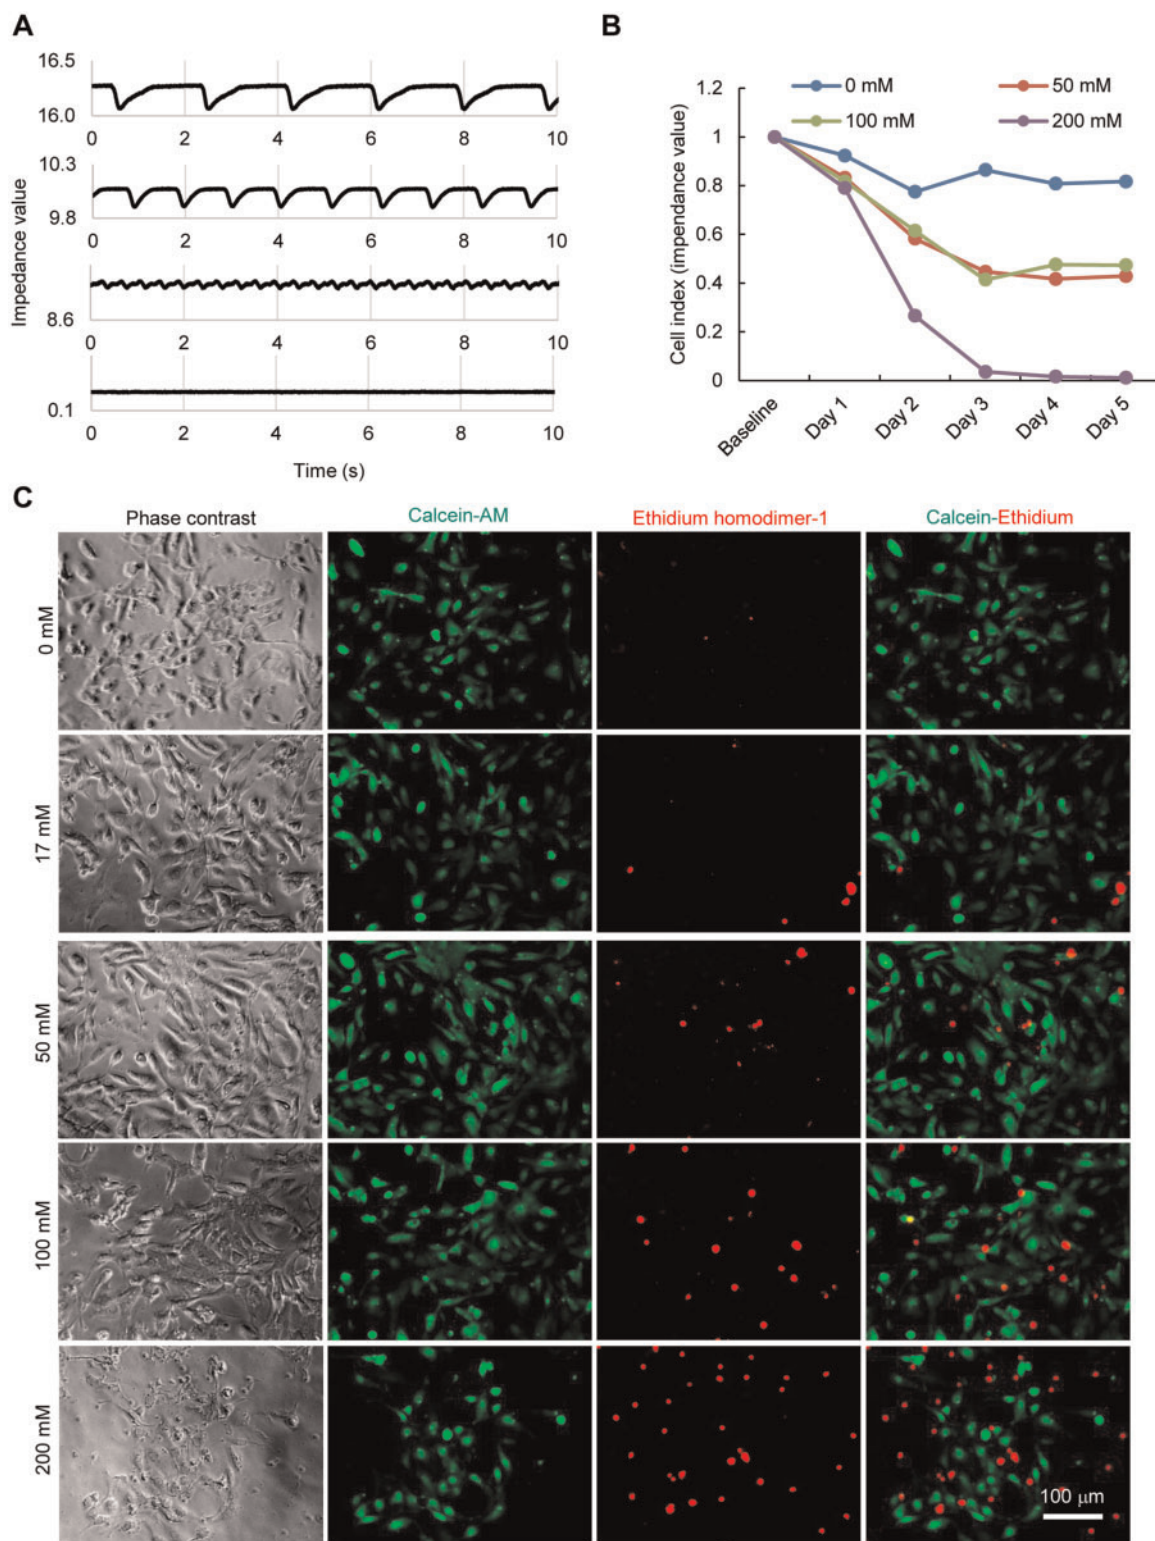 A
16.5
16.0
0 2 4 6 8 10
10.3
9.8
0 2 4 6 8 10
8.6
0 2 4 6 8 10
0.1
0 2 4 6 8 10
Impedance value
Time (s)
B
0 mM
50 mM
100 mM
200 mM
1.2
1
0.8
0.6
0.4
0.2
0
Cell index (impendance value)
Baseline
Day 1
Day 2
Day 3
Day 4
Day 5
C
Phase contrast
Calcein-AM
Ethidium homodimer-1
Calcein-Ethidium
0 mM
17 mM
50 mM
100 mM
200 mM
100 μm